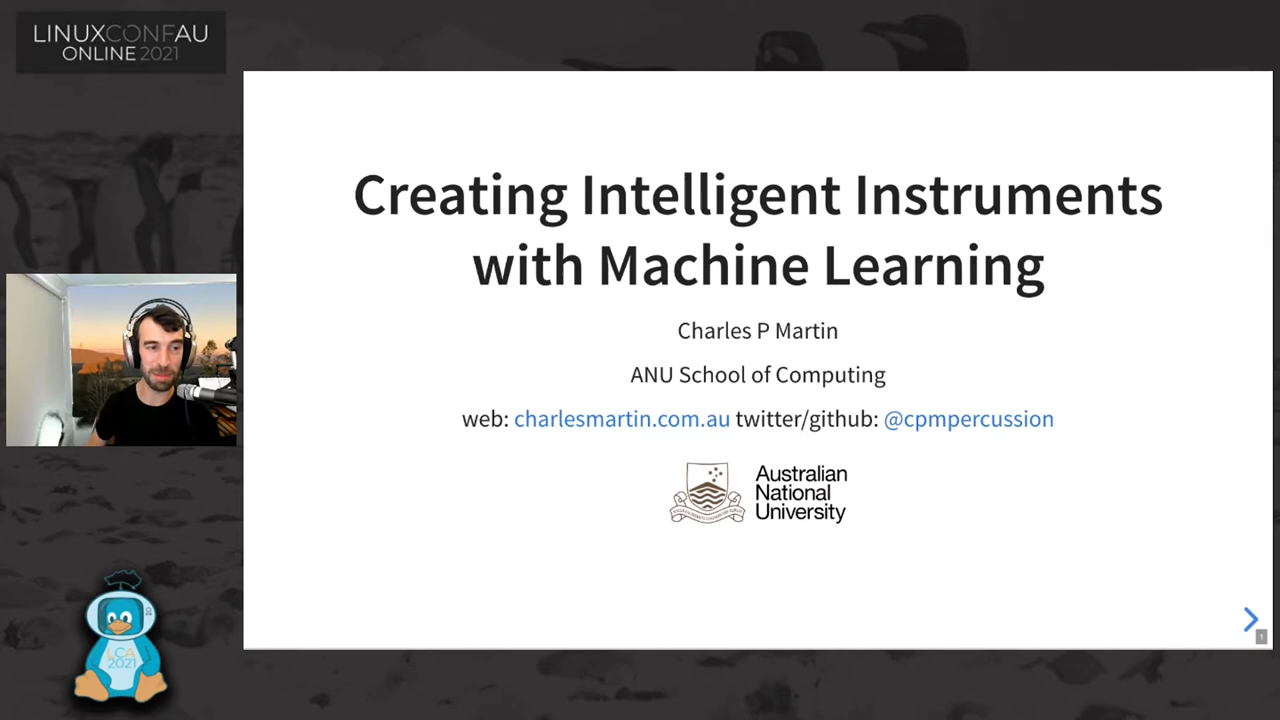 LINUXCONFAU
ONLINE 2021
Creating Intelligent Instruments
with Machine Learning
Charles P Martin
ANU School of Computing
web: charlesmartin.com.au twitter/github: @cpmpercussion
Australian
National
University
LCA
2021
1